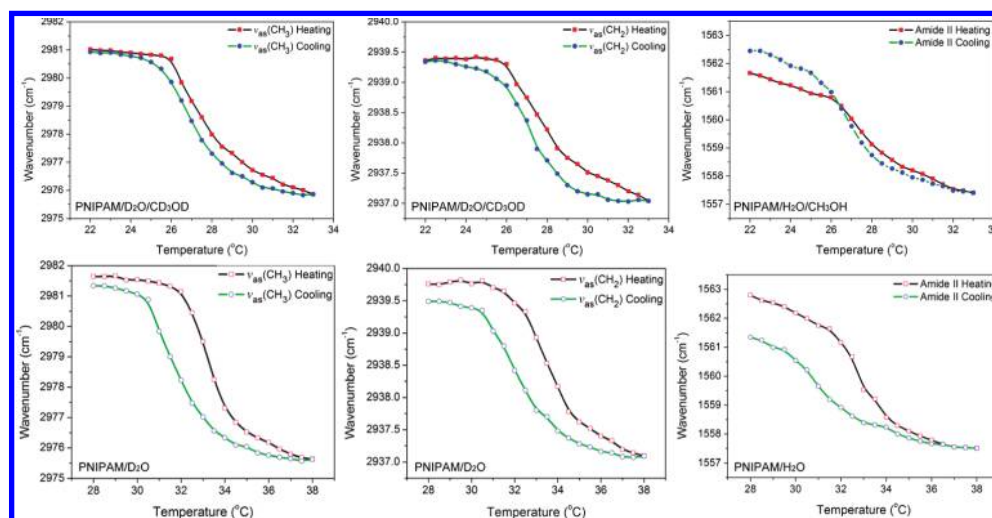 2982
2981
2980
2979
2978
2977
2976
2975
22 24 26 28 30 32 34
Wavenumber (cm-1)
Temperature (°C)
νas(CH3) Heating
νas(CH3) Cooling
PNIPAM/D2O/CD3OD
2939.5
2939.0
2938.5
2938.0
2937.5
2937.0
22 24 26 28 30 32 34
Wavenumber (cm-1)
Temperature (°C)
νas(CH2) Heating
νas(CH2) Cooling
PNIPAM/D2O/CD3OD
1563
1562
1561
1560
1559
1558
1557
22 24 26 28 30 32 34
Wavenumber (cm-1)
Temperature (°C)
Amide II Heating
Amide II Cooling
PNIPAM/H2O/CH3OH
2982
2981
2980
2979
2978
2977
2976
2975
28 30 32 34 36 38
Wavenumber (cm-1)
Temperature (°C)
νas(CH3) Heating
νas(CH3) Cooling
PNIPAM/D2O
2940.0
2939.5
2939.0
2938.5
2938.0
2937.5
2937.0
28 30 32 34 36 38
Wavenumber (cm-1)
Temperature (°C)
νas(CH2) Heating
νas(CH2) Cooling
PNIPAM/D2O
1563
1562
1561
1560
1559
1558
1557
28 30 32 34 36 38
Wavenumber (cm-1)
Temperature (°C)
Amide II Heating
Amide II Cooling
PNIPAM/H2O